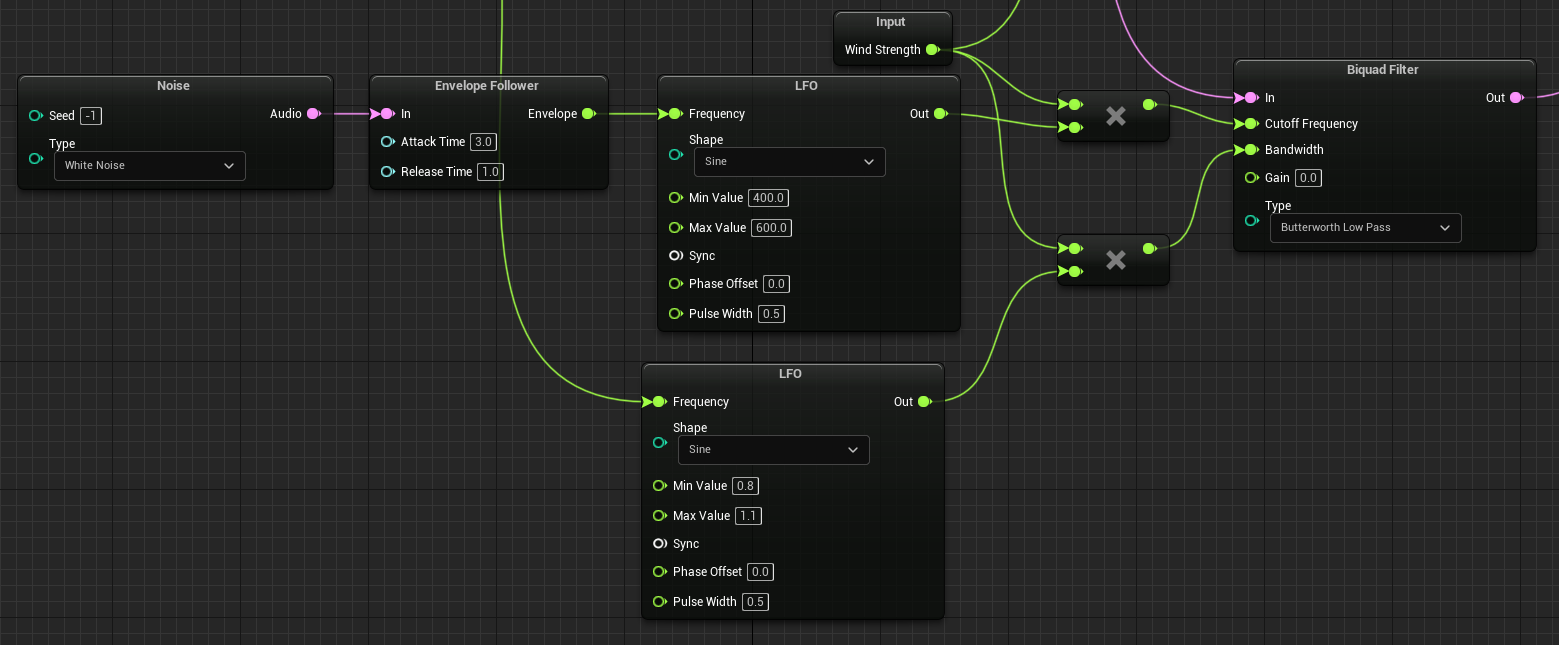 Input
Wind Strength
Noise
Seed -1
Audio
Type
White Noise
Envelope Follower
In
Envelope
Attack Time 3.0
Release Time 1.0
LFO
Frequency
Out
Shape
Sine
Min Value 400.0
Max Value 600.0
Sync
Phase Offset 0.0
Pulse Width 0.5
Biquad Filter
In
Out
Cutoff Frequency
Bandwidth
Gain 0.0
Type
Butterworth Low Pass
LFO
Frequency
Out
Shape
Sine
Min Value 0.8
Max Value 1.1
Sync
Phase Offset 0.0
Pulse Width 0.5